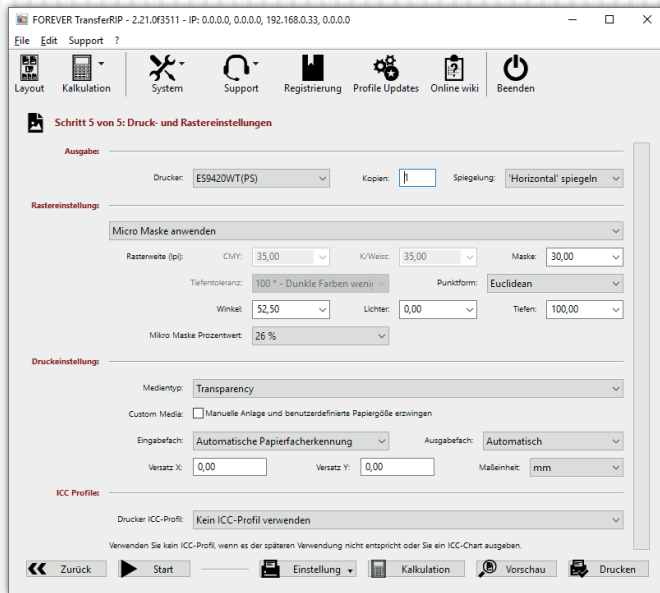 FOREVER TransferRIP - 2.21.0f3511 - IP: 0.0.0.0, 0.0.0.0, 192.168.0.33, 0.0.0.0
File Edit Support ?
Layout Kalkulation System Support Registrierung Profile Updates Online wiki Beenden
Schritt 5 von 5: Druck- und Rastereinstellungen
Ausgabe:
Drucker: ES9420WT(PS) Kopien: 1 Spiegelung: 'Horizontal' spiegeln
Rastereinstellung:
Micro Maske anwenden
Rasterweite (lpi): CMY: 35,00 K/Weiss: 35,00 Maske: 30,00
Tiefentoleranz: 100 * - Dunkle Farben weni Punktform: Euclidean
Winkel: 52,50 Lichter: 0,00 Tiefen: 100,00
Mikro Maske Prozentwert: 26 %
Druckeinstellung:
Medientyp: Transparency
Custom Media: Manuelle Anlage und benutzerdefinierte Papiergöße erzwingen
Eingabefach: Automatische Papierfacherkennung Ausgabefach: Automatisch
Versatz X: 0,00 Versatz Y: 0,00 Maßeinheit: mm
ICC Profile:
Drucker ICC-Profil: Kein ICC-Profil verwenden
Verwenden Sie kein ICC-Profil, wenn es der späteren Verwendung nicht entspricht oder Sie ein ICC-Chart ausgeben.
Zurück Start Einstellung Kalkulation Vorschau Drucken